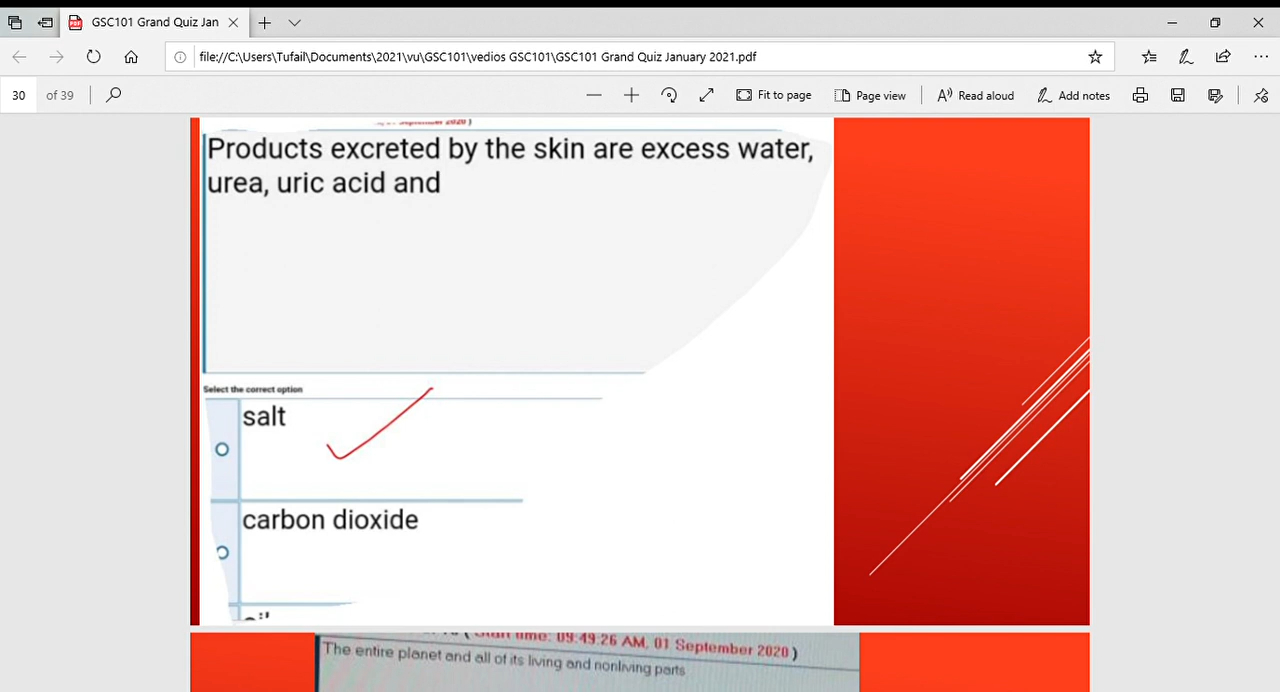 GSC101 Grand Quiz Jan
file://C:\Users\Tufail\Documents\2021\vu\GSC101\vedios GSC101\GSC101 Grand Quiz January 2021.pdf
30 of 39
Fit to page
Page view
Read aloud
Add notes
September 2020 )
Products excreted by the skin are excess water,
urea, uric acid and
Select the correct option
salt
carbon dioxide
time: 09:49:26 AM, 01 September 2020 )
The entire planet and all of its living and nonliving parts